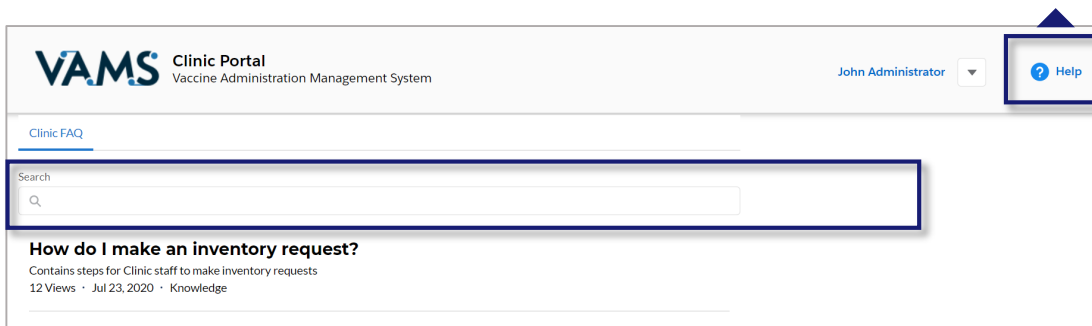 VAMS
Clinic Portal
Vaccine Administration Management System
John Administrator
? Help
Clinic FAQ
Search
How do I make an inventory request?
Contains steps for Clinic staff to make inventory requests
12 Views · Jul 23, 2020 · Knowledge